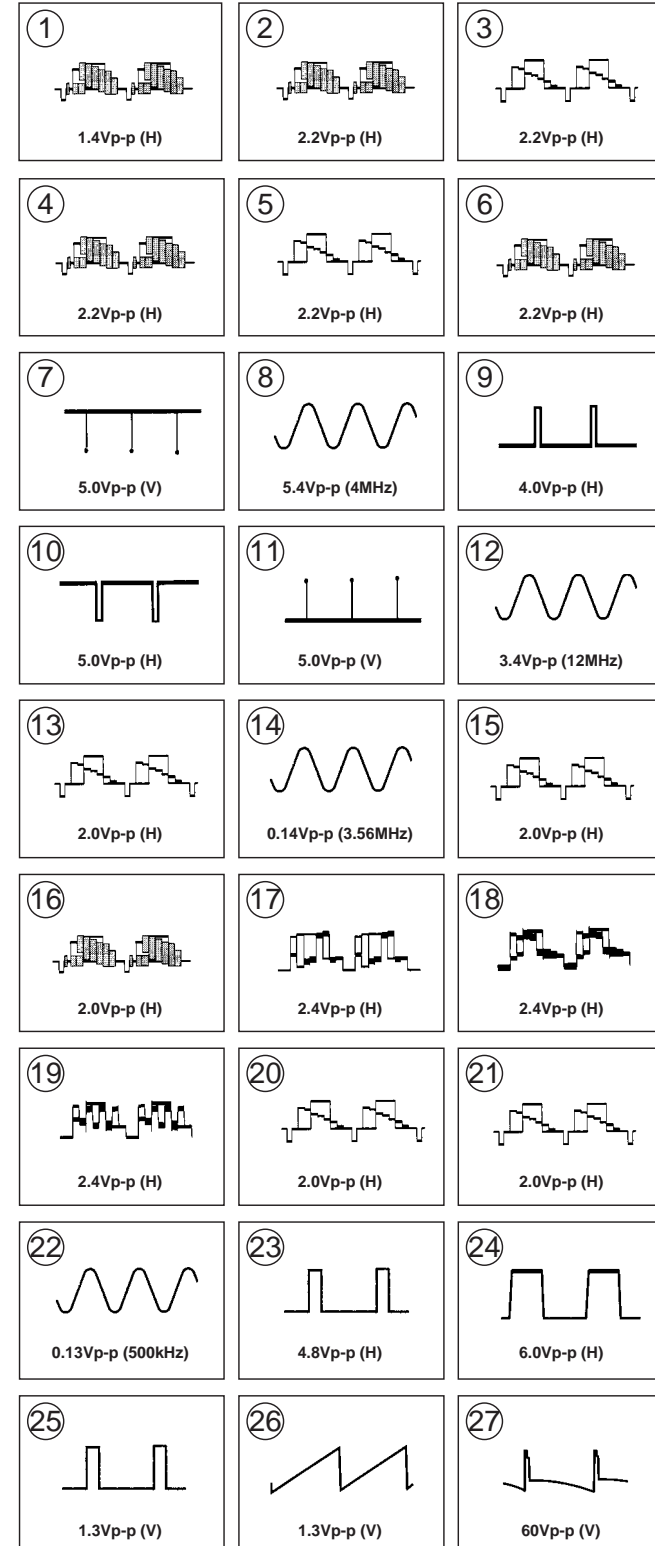 1 2 3
1.4Vp-p (H) 2.2Vp-p (H) 2.2Vp-p (H)
4 5 6
2.2Vp-p (H) 2.2Vp-p (H) 2.2Vp-p (H)
7 8 9
5.0Vp-p (V) 5.4Vp-p (4MHz) 4.0Vp-p (H)
10 11 12
5.0Vp-p (H) 5.0Vp-p (V) 3.4Vp-p (12MHz)
13 14 15
2.0Vp-p (H) 0.14Vp-p (3.56MHz) 2.0Vp-p (H)
16 17 18
2.0Vp-p (H) 2.4Vp-p (H) 2.4Vp-p (H)
19 20 21
2.4Vp-p (H) 2.0Vp-p (H) 2.0Vp-p (H)
22 23 24
0.13Vp-p (500kHz) 4.8Vp-p (H) 6.0Vp-p (H)
25 26 27
1.3Vp-p (V) 1.3Vp-p (V) 60Vp-p (V)